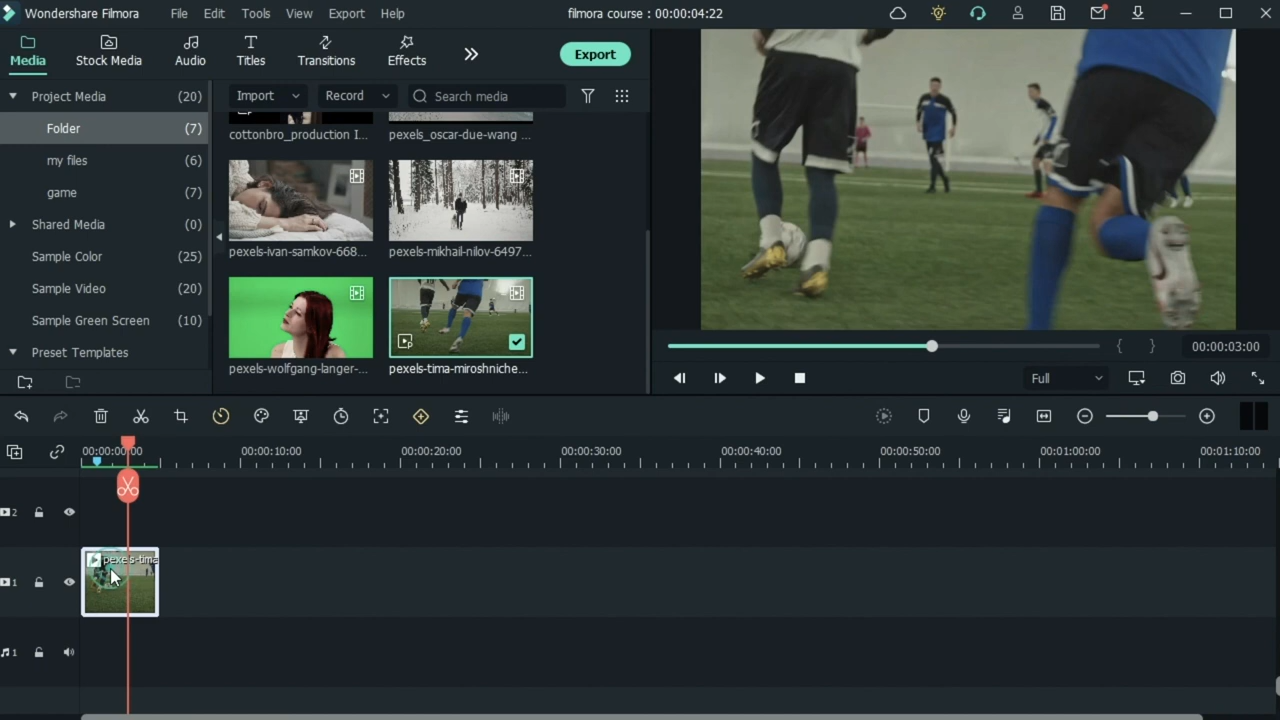 Wondershare Filmora File Edit Tools View Export Help filmora course : 00:00:04:22
Media Stock Media Audio Titles Transitions Effects Export
Project Media (20)
Folder (7)
my files (6)
game (7)
Shared Media (0)
Sample Color (25)
Sample Video (20)
Sample Green Screen (10)
Preset Templates
Import Record Search media
cottonbro_production I... pexels_oscar-due-wang ...
pexels-ivan-samkov-668... pexels-mikhail-nilov-6497...
pexels-wolfgang-langer-... pexels-tima-miroshniche...
{ } 00:00:03:00
Full
00:00:00:00 00:00:10:00 00:00:20:00 00:00:30:00 00:00:40:00 00:00:50:00 00:01:00:00 00:01:10:00
2
pexels-tima
1
1